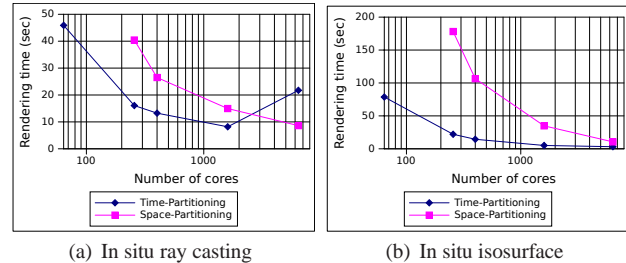 50
40
30
20
10
0
Rendering time (sec)
100
1000
Number of cores
Time-Partitioning
Space-Partitioning
(a) In situ ray casting
200
150
100
50
0
Rendering time (sec)
100
1000
Number of cores
Time-Partitioning
Space-Partitioning
(b) In situ isosurface